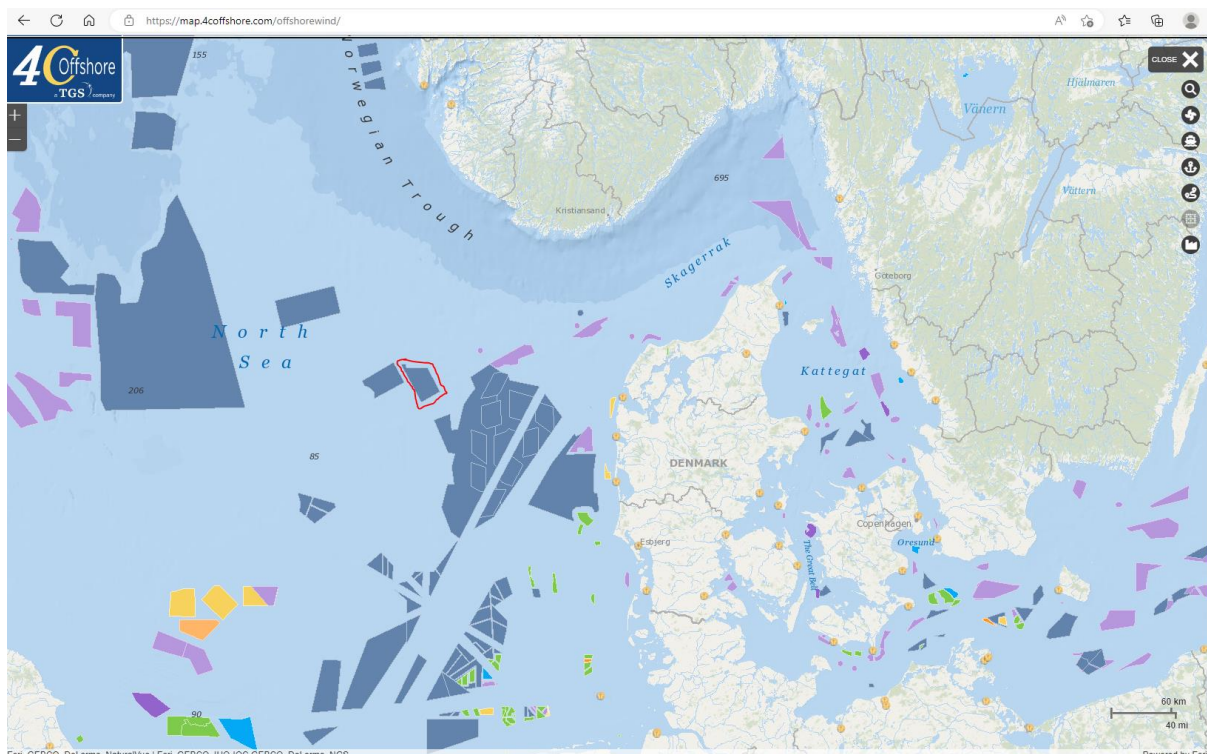 https://map.4coffshore.com/offshorewind/
4C Offshore
a TGS company
CLOSE
+
−
155
Norwegian Trough
Vänern
Hjälmaren
Vättern
695
Kristiansand
Skagerrak
Göteborg
North
Sea
206
Kattegat
85
DENMARK
Copenhagen
Esbjerg
Oresund
The Great Belt
90
60 km
40 mi